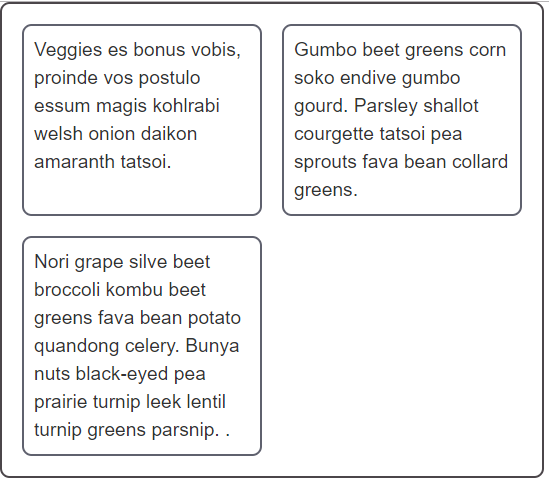 Veggies es bonus vobis,
proinde vos postulo
essum magis kohlrabi
welsh onion daikon
amaranth tatsoi.
Gumbo beet greens corn
soko endive gumbo
gourd. Parsley shallot
courgette tatsoi pea
sprouts fava bean collard
greens.
Nori grape silve beet
broccoli kombu beet
greens fava bean potato
quandong celery. Bunya
nuts black-eyed pea
prairie turnip leek lentil
turnip greens parsnip. .